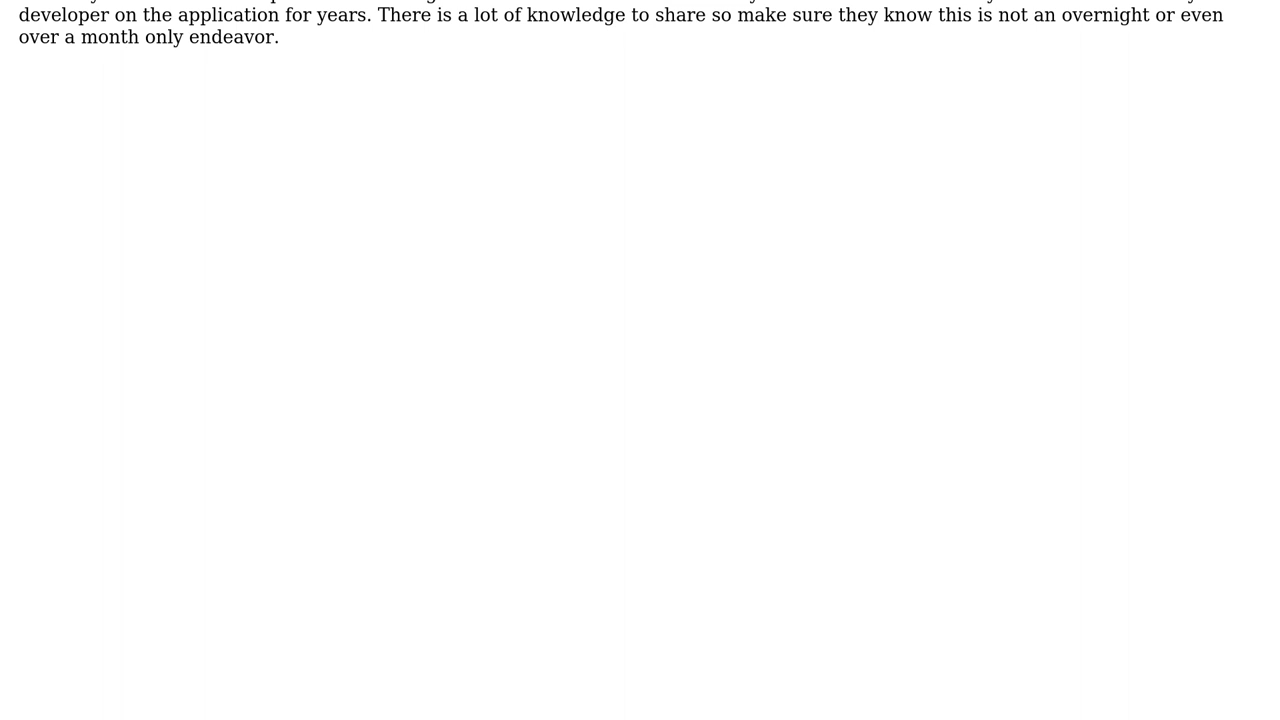 developer on the application for years. There is a lot of knowledge to share so make sure they know this is not an overnight or even
over a month only endeavor.